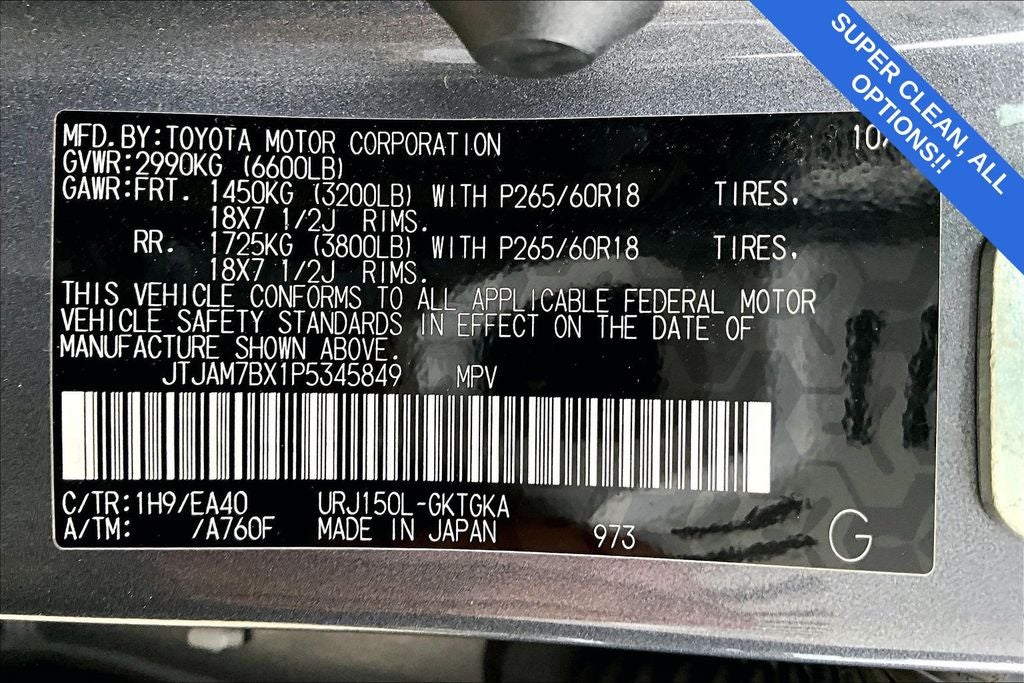 SUPER CLEAN, ALL
OPTIONS!!
MFD. BY: TOYOTA MOTOR CORPORATION 10/
GVWR: 2990KG (6600LB)
GAWR: FRT. 1450KG (3200LB) WITH P265/60R18 TIRES,
18X7 1/2J RIMS.
RR. 1725KG (3800LB) WITH P265/60R18 TIRES,
18X7 1/2J RIMS.
THIS VEHICLE CONFORMS TO ALL APPLICABLE FEDERAL MOTOR
VEHICLE SAFETY STANDARDS IN EFFECT ON THE DATE OF
MANUFACTURE SHOWN ABOVE.
JTJAM7BX1P5345849 MPV
C/TR: 1H9/EA40 URJ150L-GKTGKA
A/TM: /A760F MADE IN JAPAN 973 G